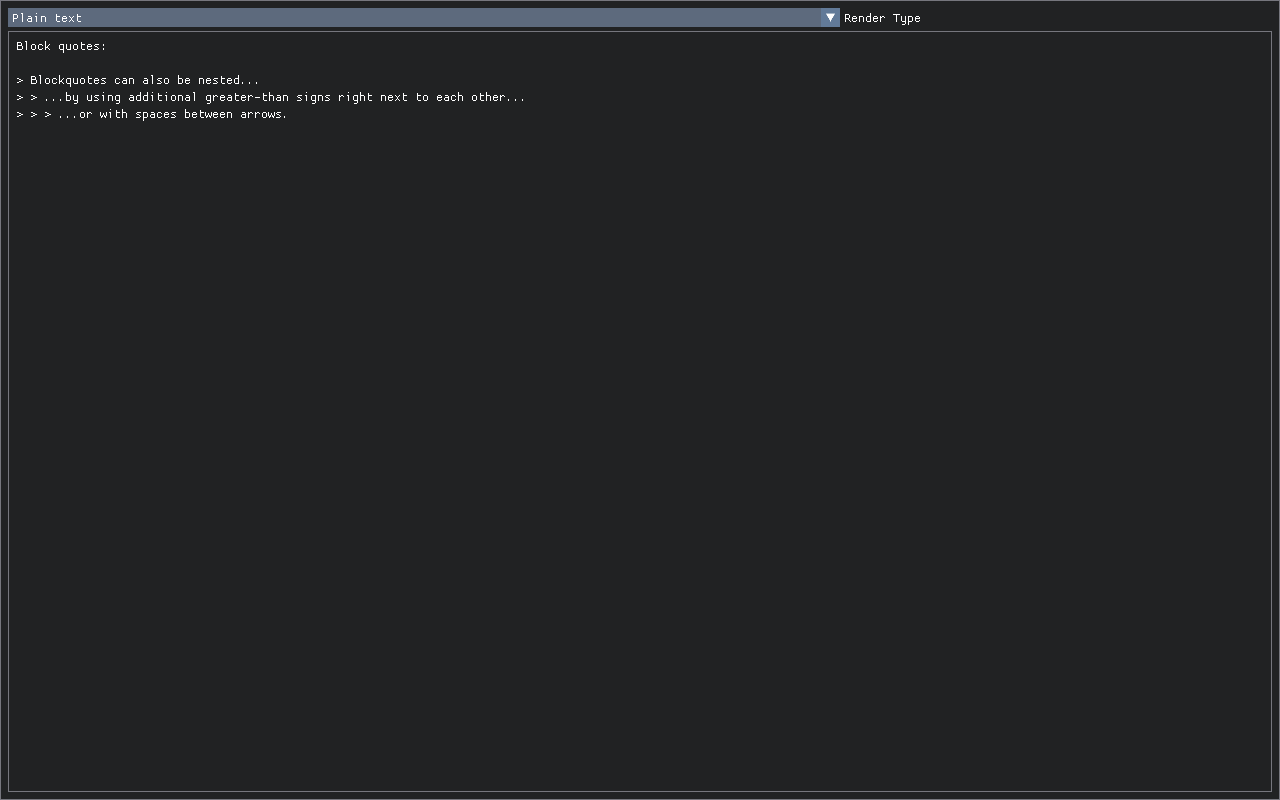 Plain text
Render Type
Block quotes:
> Blockquotes can also be nested...
> > ...by using additional greater-than signs right next to each other...
> > > ...or with spaces between arrows.